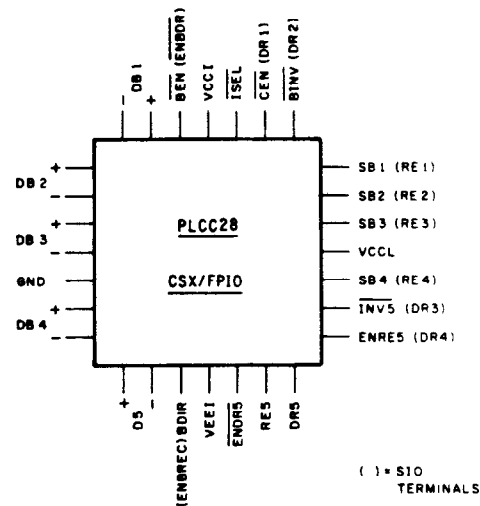 DB1
−
+
BEN (ENBDR)
VCCI
ISEL
CEN (DR1)
BINV (DR2)
DB2
+
−
DB3
+
−
GND
DB4
+
−
PLCC28
CSX/FPIO
SB1 (RE1)
SB2 (RE2)
SB3 (RE3)
VCCL
SB4 (RE4)
INV5 (DR3)
ENRE5 (DR4)
+
D5
−
(ENBREC) BDIR
VEEI
ENDR5
RE5
DR5
( ) = SIO
TERMINALS